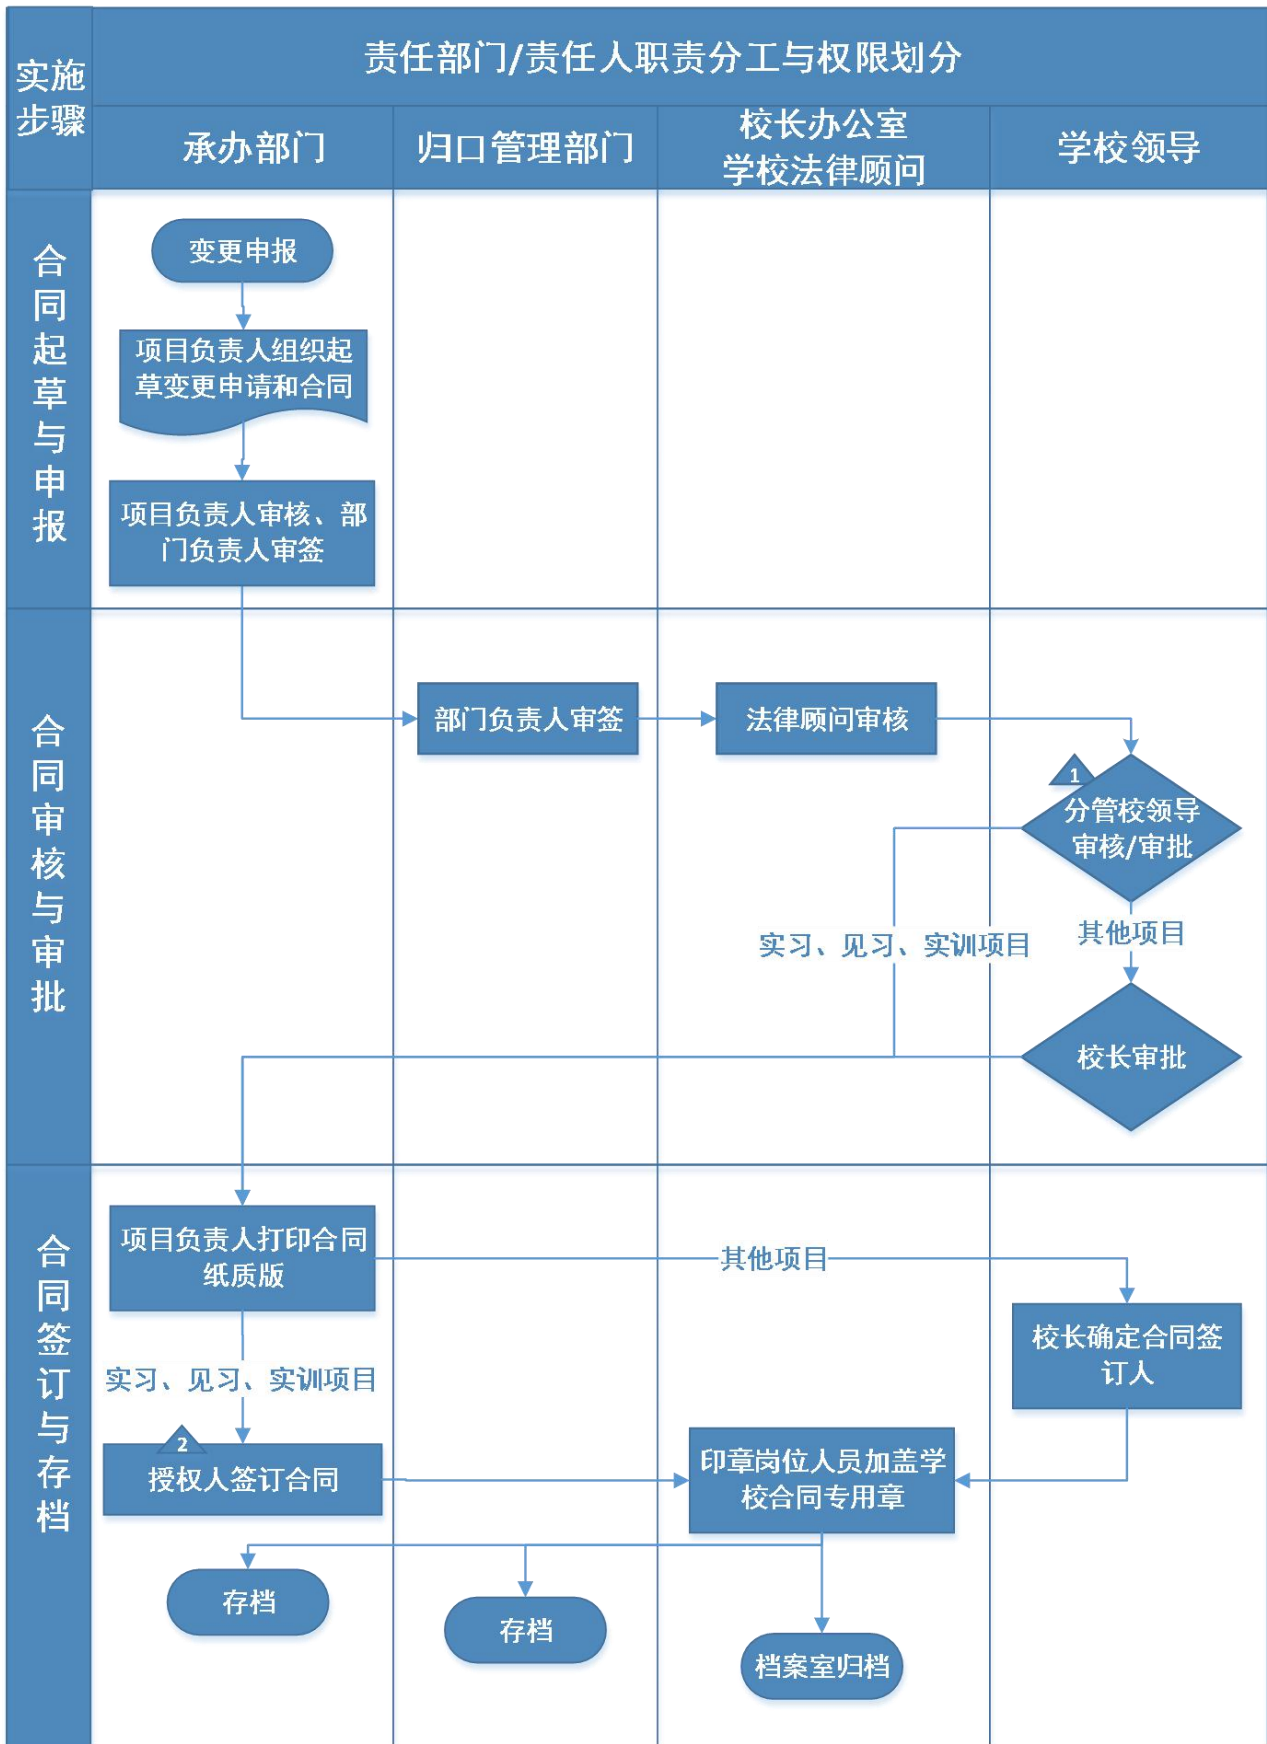 实施
步骤
责任部门/责任人职责分工与权限划分
承办部门
归口管理部门
校长办公室
学校法律顾问
学校领导
合同起草与申报
变更申报
项目负责人组织起
草变更申请和合同
项目负责人审核、部
门负责人审签
合同审核与审批
部门负责人审签
法律顾问审核
1
分管校领导
审核/审批
实习、见习、实训项目
其他项目
校长审批
合同签订与存档
项目负责人打印合同
纸质版
其他项目
校长确定合同签
订人
实习、见习、实训项目
2
授权人签订合同
印章岗位人员加盖学
校合同专用章
存档
存档
档案室归档